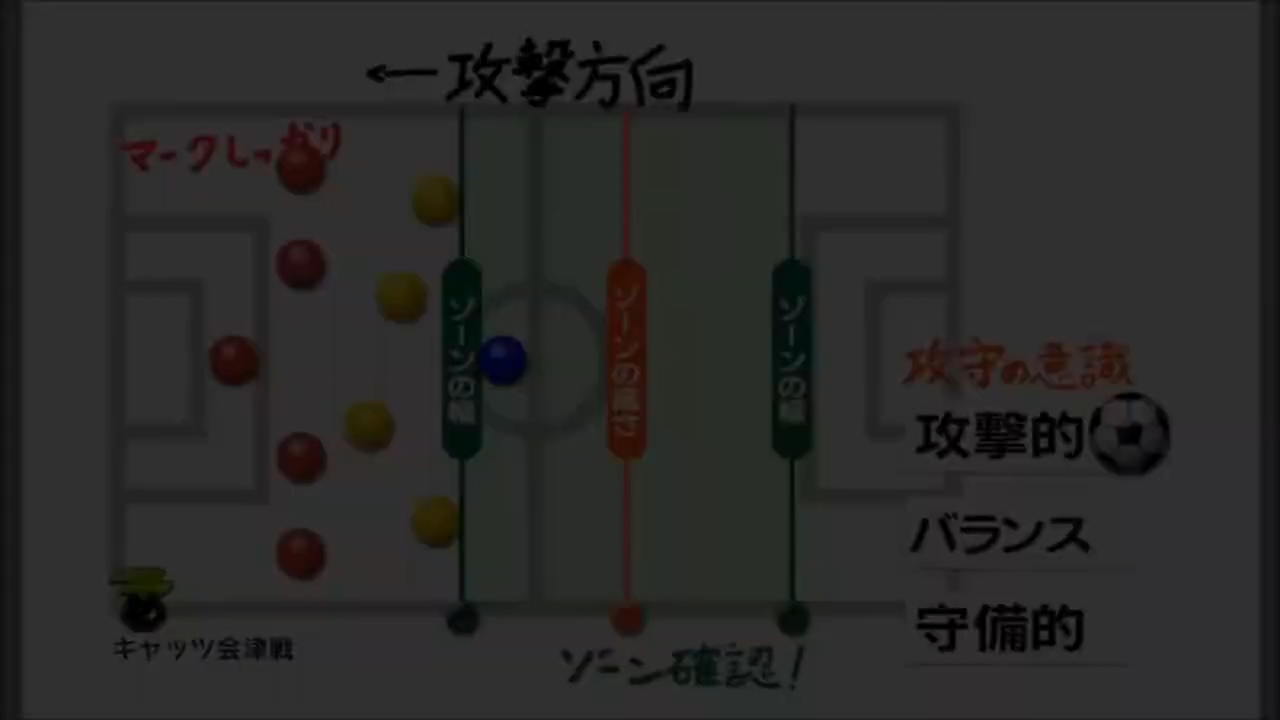 ←攻撃方向
マークしっかり
ゾーンの幅
ゾーンの高さ
ゾーンの幅
攻守の意識
攻撃的
バランス
守備的
キャッツ会津戦
ゾーン確認!